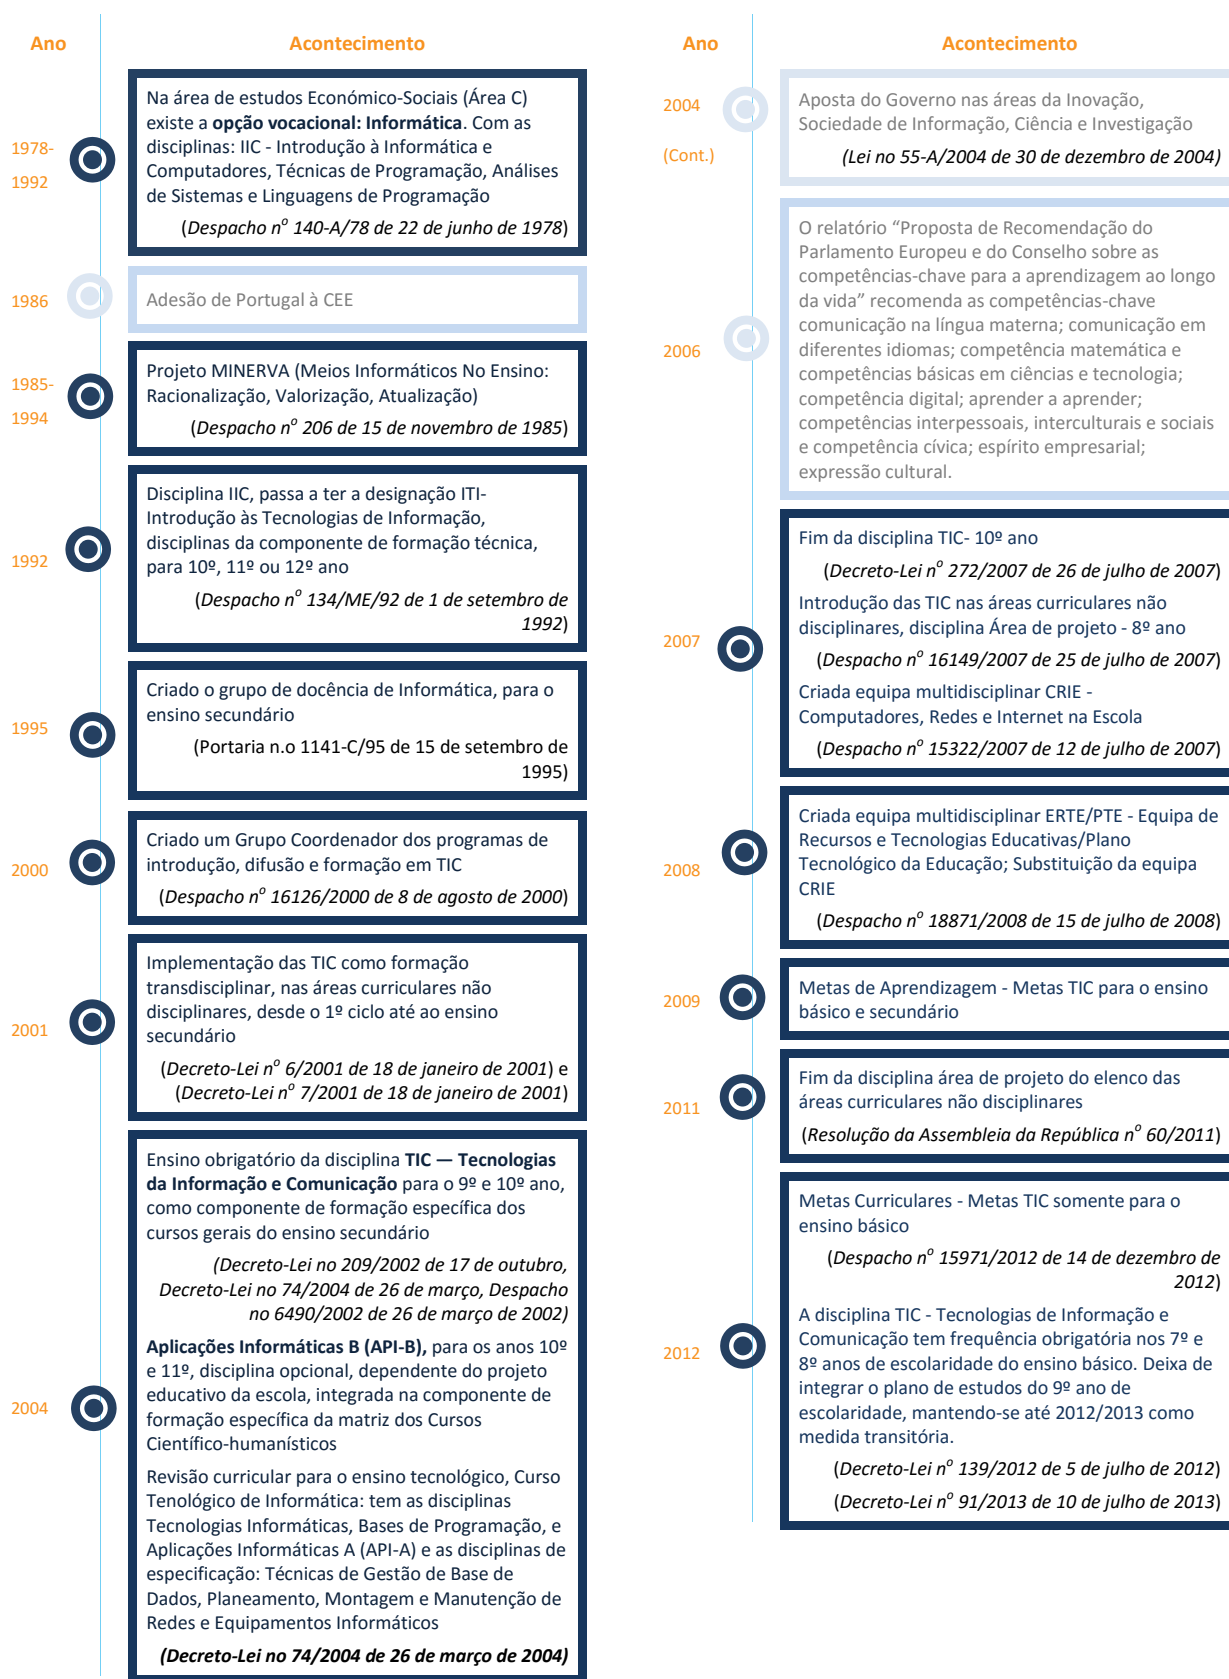 Ano
Acontecimento
1978-
1992
Na área de estudos Económico-Sociais (Área C)
existe a opção vocacional: Informática. Com as
disciplinas: IIC - Introdução à Informática e
Computadores, Técnicas de Programação, Análises
de Sistemas e Linguagens de Programação
(Despacho nº 140-A/78 de 22 de junho de 1978)
1986
Adesão de Portugal à CEE
1985-
1994
Projeto MINERVA (Meios Informáticos No Ensino:
Racionalização, Valorização, Atualização)
(Despacho nº 206 de 15 de novembro de 1985)
1992
Disciplina IIC, passa a ter a designação ITI-
Introdução às Tecnologias de Informação,
disciplinas da componente de formação técnica,
para 10º, 11º ou 12º ano
(Despacho nº 134/ME/92 de 1 de setembro de
1992)
1995
Criado o grupo de docência de Informática, para o
ensino secundário
(Portaria n.o 1141-C/95 de 15 de setembro de
1995)
2000
Criado um Grupo Coordenador dos programas de
introdução, difusão e formação em TIC
(Despacho nº 16126/2000 de 8 de agosto de 2000)
2001
Implementação das TIC como formação
transdisciplinar, nas áreas curriculares não
disciplinares, desde o 1º ciclo até ao ensino
secundário
(Decreto-Lei nº 6/2001 de 18 de janeiro de 2001) e
(Decreto-Lei nº 7/2001 de 18 de janeiro de 2001)
2004
Ensino obrigatório da disciplina TIC — Tecnologias
da Informação e Comunicação para o 9º e 10º ano,
como componente de formação específica dos
cursos gerais do ensino secundário
(Decreto-Lei no 209/2002 de 17 de outubro,
Decreto-Lei no 74/2004 de 26 de março, Despacho
no 6490/2002 de 26 de março de 2002)
Aplicações Informáticas B (API-B), para os anos 10º
e 11º, disciplina opcional, dependente do projeto
educativo da escola, integrada na componente de
formação específica da matriz dos Cursos
Científico-humanísticos
Revisão curricular para o ensino tecnológico, Curso
Tenológico de Informática: tem as disciplinas
Tecnologias Informáticas, Bases de Programação, e
Aplicações Informáticas A (API-A) e as disciplinas de
especificação: Técnicas de Gestão de Base de
Dados, Planeamento, Montagem e Manutenção de
Redes e Equipamentos Informáticos
(Decreto-Lei no 74/2004 de 26 de março de 2004)
Ano
Acontecimento
2004
(Cont.)
Aposta do Governo nas áreas da Inovação,
Sociedade de Informação, Ciência e Investigação
(Lei no 55-A/2004 de 30 de dezembro de 2004)
2006
O relatório “Proposta de Recomendação do
Parlamento Europeu e do Conselho sobre as
competências-chave para a aprendizagem ao longo
da vida” recomenda as competências-chave
comunicação na língua materna; comunicação em
diferentes idiomas; competência matemática e
competências básicas em ciências e tecnologia;
competência digital; aprender a aprender;
competências interpessoais, interculturais e sociais
e competência cívica; espírito empresarial;
expressão cultural.
2007
Fim da disciplina TIC- 10º ano
(Decreto-Lei nº 272/2007 de 26 de julho de 2007)
Introdução das TIC nas áreas curriculares não
disciplinares, disciplina Área de projeto - 8º ano
(Despacho nº 16149/2007 de 25 de julho de 2007)
Criada equipa multidisciplinar CRIE -
Computadores, Redes e Internet na Escola
(Despacho nº 15322/2007 de 12 de julho de 2007)
2008
Criada equipa multidisciplinar ERTE/PTE - Equipa de
Recursos e Tecnologias Educativas/Plano
Tecnológico da Educação; Substituição da equipa
CRIE
(Despacho nº 18871/2008 de 15 de julho de 2008)
2009
Metas de Aprendizagem - Metas TIC para o ensino
básico e secundário
2011
Fim da disciplina área de projeto do elenco das
áreas curriculares não disciplinares
(Resolução da Assembleia da República nº 60/2011)
2012
Metas Curriculares - Metas TIC somente para o
ensino básico
(Despacho nº 15971/2012 de 14 de dezembro de
2012)
A disciplina TIC - Tecnologias de Informação e
Comunicação tem frequência obrigatória nos 7º e
8º anos de escolaridade do ensino básico. Deixa de
integrar o plano de estudos do 9º ano de
escolaridade, mantendo-se até 2012/2013 como
medida transitória.
(Decreto-Lei nº 139/2012 de 5 de julho de 2012)
(Decreto-Lei nº 91/2013 de 10 de julho de 2013)